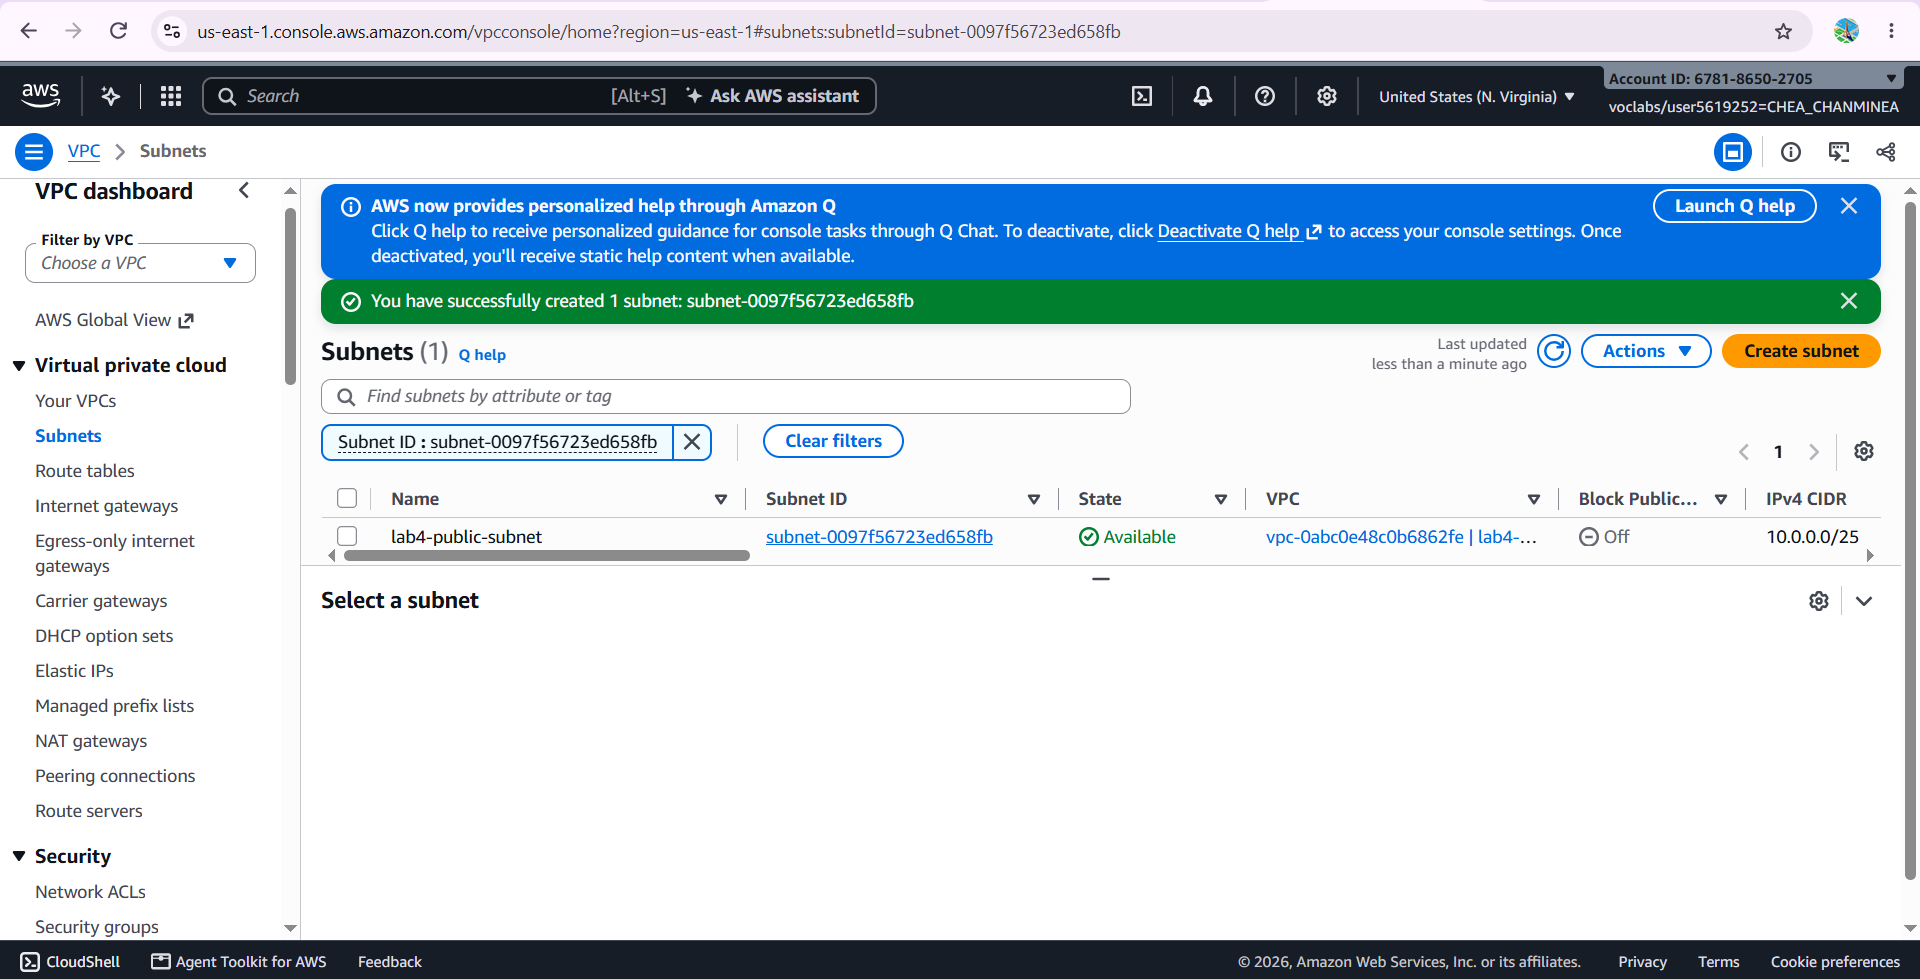 us-east-1.console.aws.amazon.com/vpcconsole/home?region=us-east-1#subnets:subnetId=subnet-0097f56723ed658fb
aws
Search
[Alt+S]
Ask AWS assistant
United States (N. Virginia)
Account ID: 6781-8650-2705
voclabs/user5619252=CHEA_CHANMINEA
VPC
Subnets
VPC dashboard
Filter by VPC
Choose a VPC
AWS Global View
Virtual private cloud
Your VPCs
Subnets
Route tables
Internet gateways
Egress-only internet
gateways
Carrier gateways
DHCP option sets
Elastic IPs
Managed prefix lists
NAT gateways
Peering connections
Route servers
Security
Network ACLs
Security groups
AWS now provides personalized help through Amazon Q
Click Q help to receive personalized guidance for console tasks through Q Chat. To deactivate, click Deactivate Q help to access your console settings. Once
deactivated, you'll receive static help content when available.
Launch Q help
You have successfully created 1 subnet: subnet-0097f56723ed658fb
Subnets (1) Q help
Last updated
less than a minute ago
Actions
Create subnet
Find subnets by attribute or tag
Subnet ID : subnet-0097f56723ed658fb
Clear filters
1
Name Subnet ID State VPC Block Public... IPv4 CIDR
lab4-public-subnet subnet-0097f56723ed658fb Available vpc-0abc0e48c0b6862fe | lab4-... Off 10.0.0.0/25
Select a subnet
CloudShell
Agent Toolkit for AWS
Feedback
© 2026, Amazon Web Services, Inc. or its affiliates.
Privacy
Terms
Cookie preferences